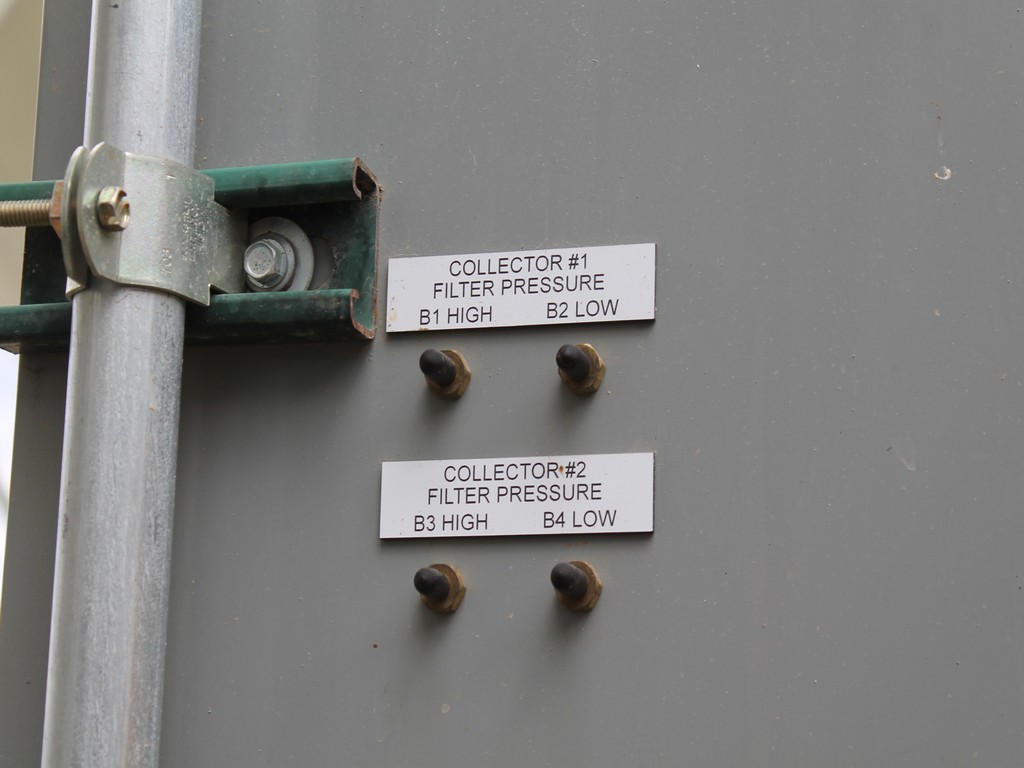 COLLECTOR #1
FILTER PRESSURE
B1 HIGH B2 LOW
COLLECTOR #2
FILTER PRESSURE
B3 HIGH B4 LOW